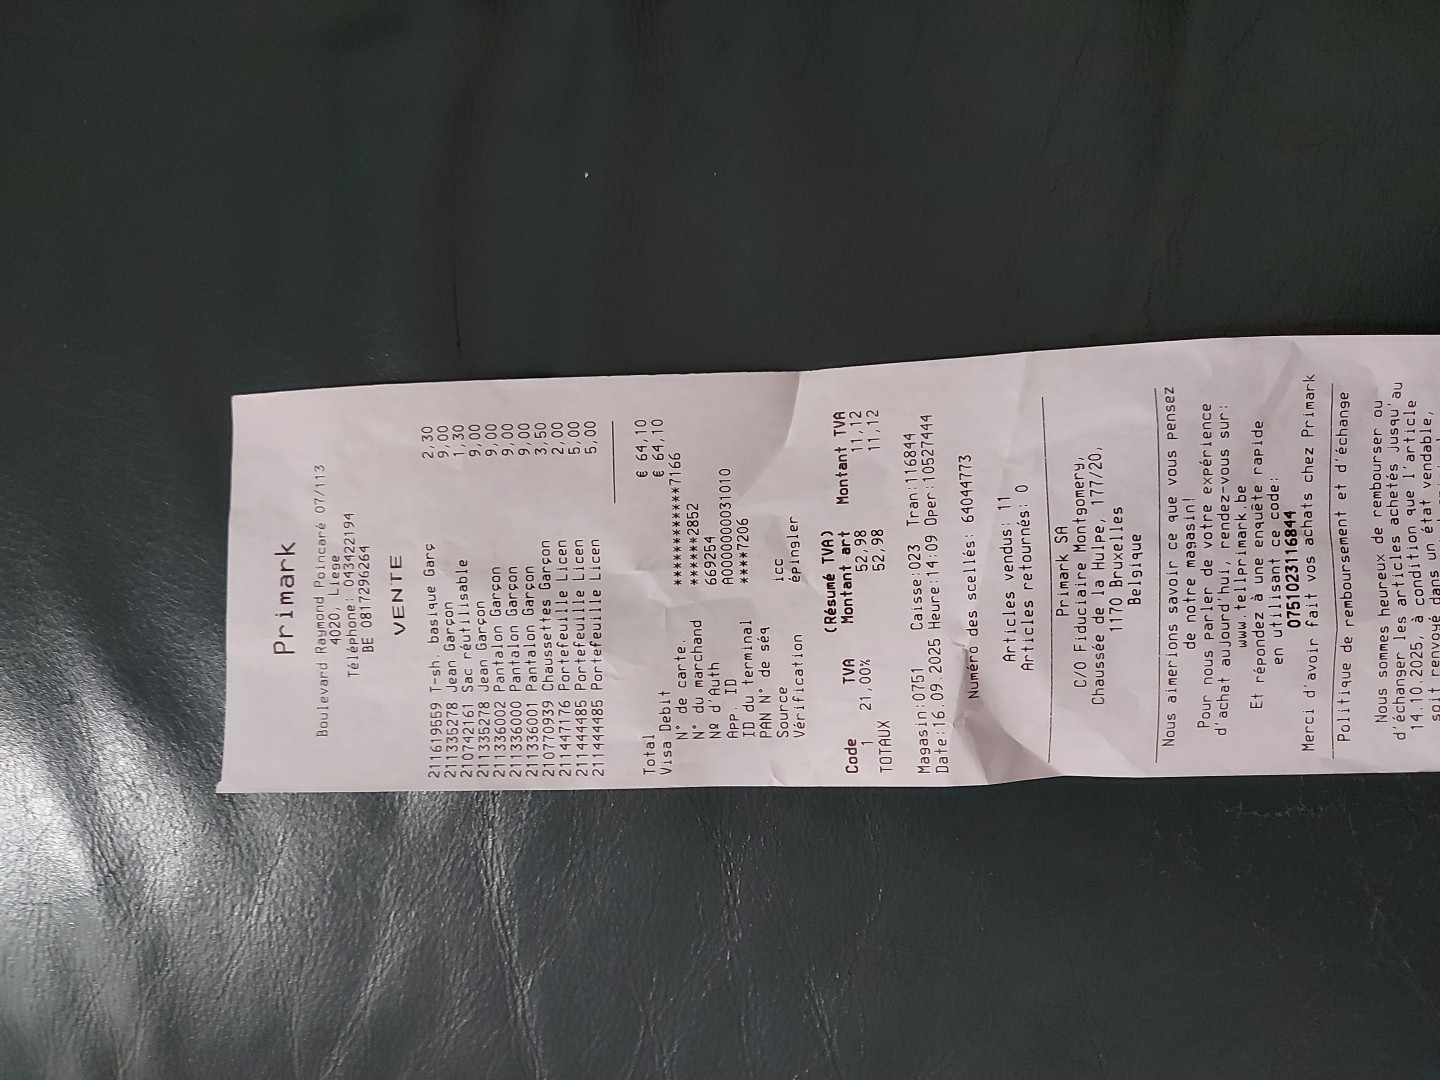 Primark
Boulevard Raymond Poincaré 07/113
4020, Liege
Téléphone: 043422194
BE 0817296264
VENTE
211619559 T-sh. basique Garç 2,30
211335278 Jean Garçon 9,00
210742161 Sac réutilisable 1,30
211335278 Jean Garçon 9,00
211336002 Pantalon Garçon 9,00
211336000 Pantalon Garçon 9,00
211336001 Pantalon Garçon 9,00
210770939 Chaussettes Garçon 3,50
211447176 Portefeuille Licen 2,00
211444485 Portefeuille Licen 5,00
211444485 Portefeuille Licen 5,00
Total € 64,10
Visa Debit € 64,10
N° de carte. ************7166
N° du marchand ******2852
Nº d'Auth 669254
App. ID A0000000031010
ID du terminal ****7206
PAN N° de séq
Source icc
Vérification épingler
(Résumé TVA)
Code TVA Montant art Montant TVA
1 21,00% 52,98 11,12
TOTAUX 52,98 11,12
Magasin:0751 Caisse:023 Tran:116844
Date:16.09.2025 Heure:14:09 Oper:10527444
Numéro des scellés: 64044773
Articles vendus: 11
Articles retournés: 0
Primark SA
C/O Fiduciaire Montgomery,
Chaussée de la Hulpe, 177/20,
1170 Bruxelles
Belgique
Nous aimerions savoir ce que vous pensez
de notre magasin!
Pour nous parler de votre expérience
d'achat aujourd'hui, rendez-vous sur:
www.tellprimark.be
Et répondez à une enquête rapide
en utilisant ce code:
0751023116844
Merci d'avoir fait vos achats chez Primark
Politique de remboursement et d'échange
Nous sommes heureux de rembourser ou
d'échanger les articles achetés jusqu'au
14.10.2025, à condition que l'article
soit renvoyé dans un état vendable,